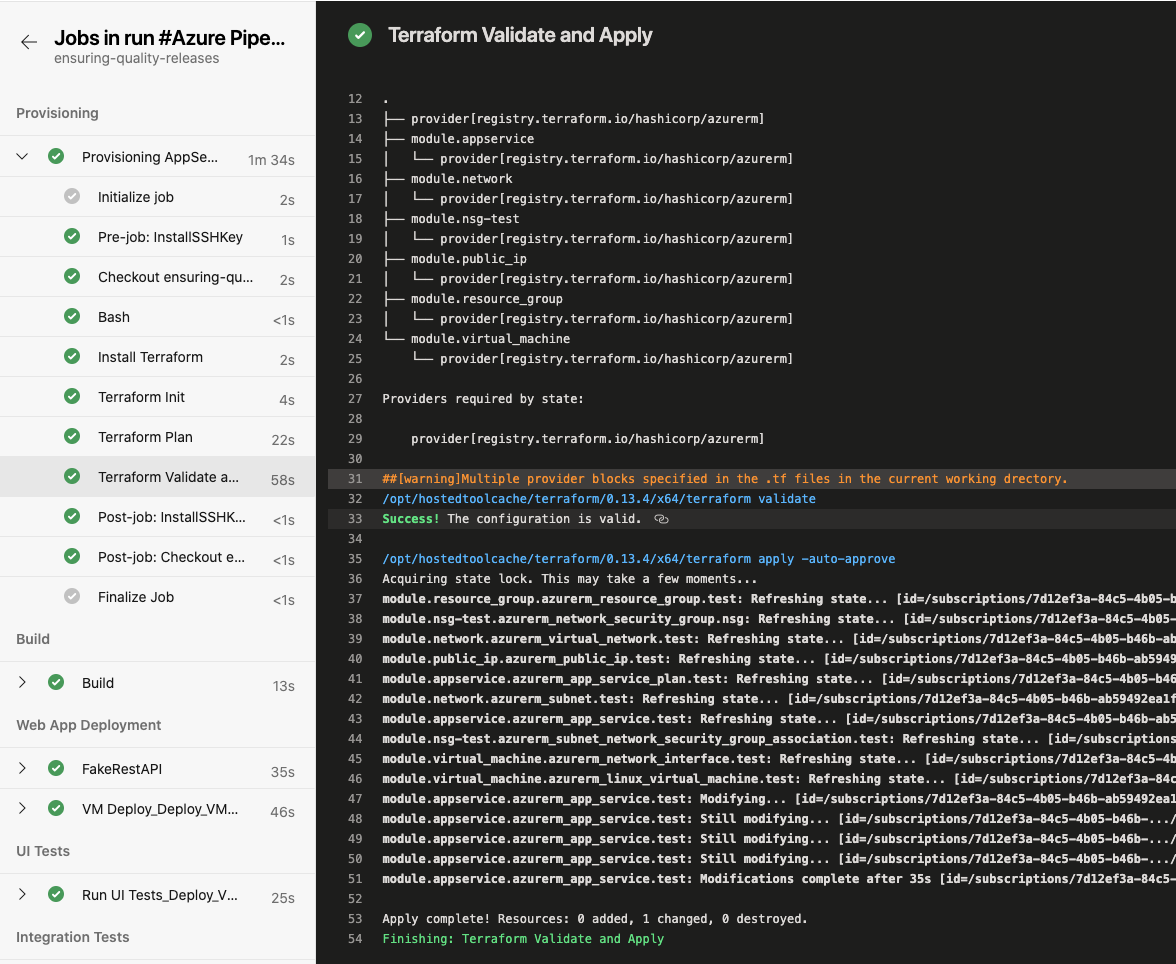 Jobs in run #Azure Pipe...
ensuring-quality-releases
Provisioning
Provisioning AppSe... 1m 34s
Initialize job 2s
Pre-job: InstallSSHKey 1s
Checkout ensuring-qu... 2s
Bash <1s
Install Terraform 2s
Terraform Init 4s
Terraform Plan 22s
Terraform Validate a... 58s
Post-job: InstallSSHK... <1s
Post-job: Checkout e... <1s
Finalize Job <1s
Build
Build 13s
Web App Deployment
FakeRestAPI 35s
VM Deploy_Deploy_VM... 46s
UI Tests
Run UI Tests_Deploy_V... 25s
Integration Tests
Terraform Validate and Apply
12 .
13 ├── provider[registry.terraform.io/hashicorp/azurerm]
14 ├── module.appservice
15 │   └── provider[registry.terraform.io/hashicorp/azurerm]
16 ├── module.network
17 │   └── provider[registry.terraform.io/hashicorp/azurerm]
18 ├── module.nsg-test
19 │   └── provider[registry.terraform.io/hashicorp/azurerm]
20 ├── module.public_ip
21 │   └── provider[registry.terraform.io/hashicorp/azurerm]
22 ├── module.resource_group
23 │   └── provider[registry.terraform.io/hashicorp/azurerm]
24 └── module.virtual_machine
25     └── provider[registry.terraform.io/hashicorp/azurerm]
26
27 Providers required by state:
28
29     provider[registry.terraform.io/hashicorp/azurerm]
30
31 ##[warning]Multiple provider blocks specified in the .tf files in the current working drectory.
32 /opt/hostedtoolcache/terraform/0.13.4/x64/terraform validate
33 Success! The configuration is valid.
34
35 /opt/hostedtoolcache/terraform/0.13.4/x64/terraform apply -auto-approve
36 Acquiring state lock. This may take a few moments...
37 module.resource_group.azurerm_resource_group.test: Refreshing state... [id=/subscriptions/7d12ef3a-84c5-4b05-b
38 module.nsg-test.azurerm_network_security_group.nsg: Refreshing state... [id=/subscriptions/7d12ef3a-84c5-4b05-
39 module.network.azurerm_virtual_network.test: Refreshing state... [id=/subscriptions/7d12ef3a-84c5-4b05-b46b-ab
40 module.public_ip.azurerm_public_ip.test: Refreshing state... [id=/subscriptions/7d12ef3a-84c5-4b05-b46b-ab5949
41 module.appservice.azurerm_app_service_plan.test: Refreshing state... [id=/subscriptions/7d12ef3a-84c5-4b05-b46
42 module.network.azurerm_subnet.test: Refreshing state... [id=/subscriptions/7d12ef3a-84c5-4b05-b46b-ab59492ea1f
43 module.appservice.azurerm_app_service.test: Refreshing state... [id=/subscriptions/7d12ef3a-84c5-4b05-b46b-ab5
44 module.nsg-test.azurerm_subnet_network_security_group_association.test: Refreshing state... [id=/subscriptions
45 module.virtual_machine.azurerm_network_interface.test: Refreshing state... [id=/subscriptions/7d12ef3a-84c5-4b
46 module.virtual_machine.azurerm_linux_virtual_machine.test: Refreshing state... [id=/subscriptions/7d12ef3a-84c
47 module.appservice.azurerm_app_service.test: Modifying... [id=/subscriptions/7d12ef3a-84c5-4b05-b46b-ab59492ea1
48 module.appservice.azurerm_app_service.test: Still modifying... [id=/subscriptions/7d12ef3a-84c5-4b05-b46b-.../
49 module.appservice.azurerm_app_service.test: Still modifying... [id=/subscriptions/7d12ef3a-84c5-4b05-b46b-.../
50 module.appservice.azurerm_app_service.test: Still modifying... [id=/subscriptions/7d12ef3a-84c5-4b05-b46b-.../
51 module.appservice.azurerm_app_service.test: Modifications complete after 35s [id=/subscriptions/7d12ef3a-84c5-
52
53 Apply complete! Resources: 0 added, 1 changed, 0 destroyed.
54 Finishing: Terraform Validate and Apply